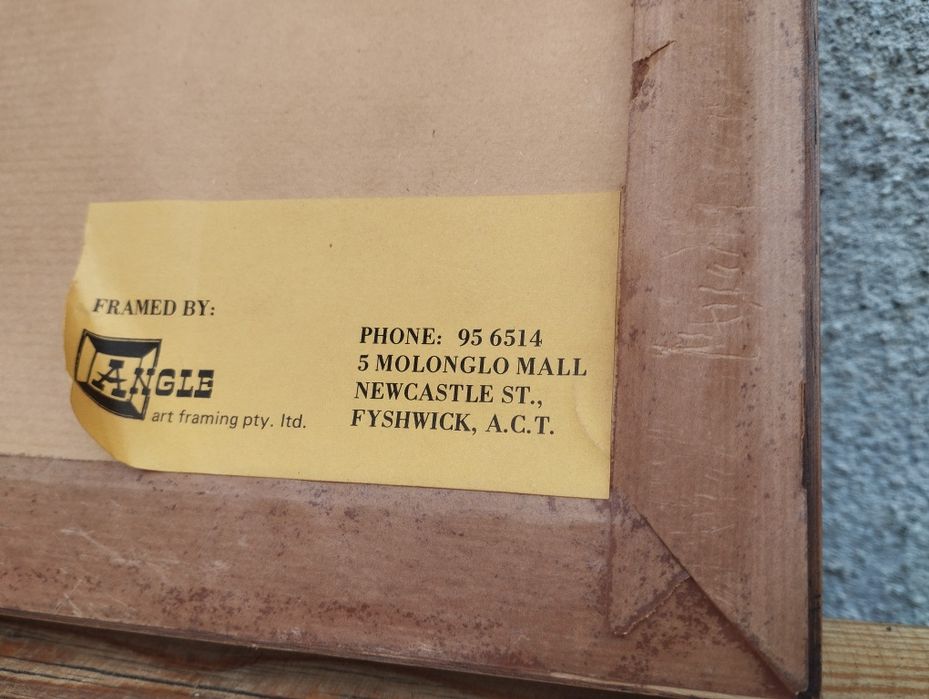 FRAMED BY:
ANGLE
art framing pty. ltd.
PHONE: 95 6514
5 MOLONGLO MALL
NEWCASTLE ST.,
FYSHWICK, A.C.T.